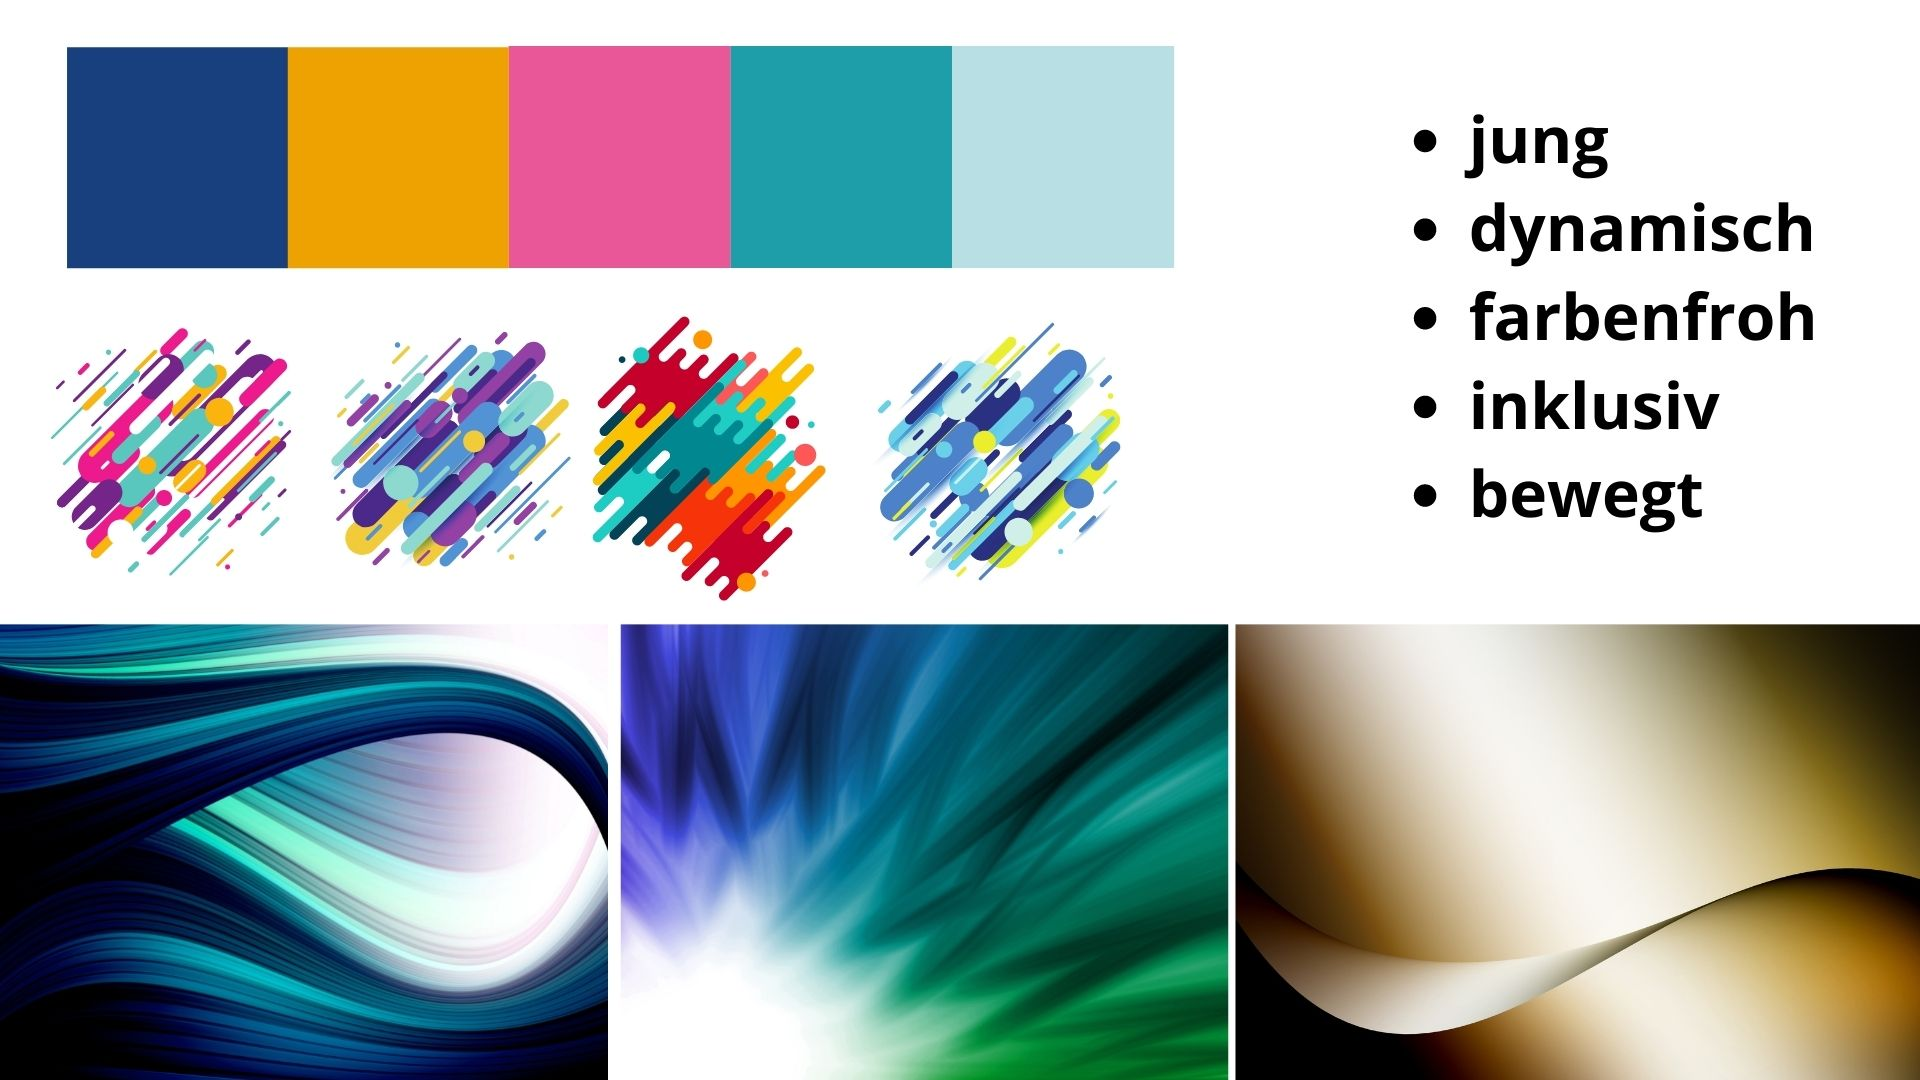 • jung
• dynamisch
• farbenfroh
• inklusiv
• bewegt